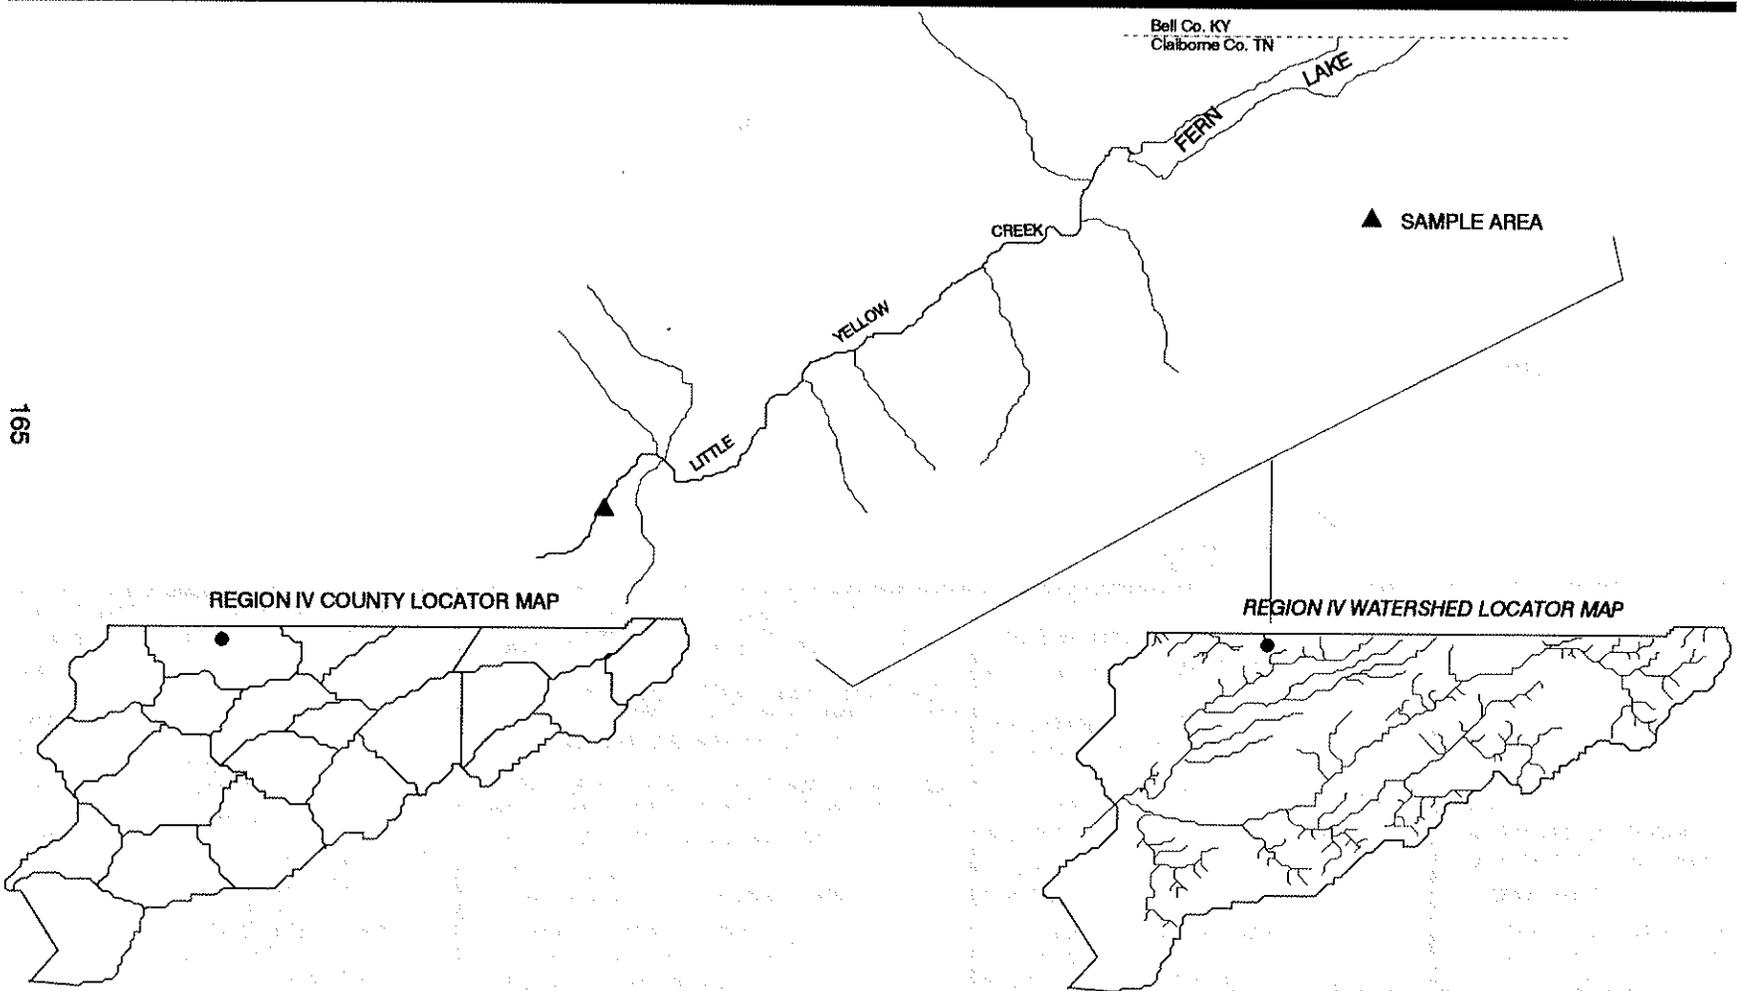 Bell Co. KY
Claiborne Co. TN
FERN LAKE
▲ SAMPLE AREA
LITTLE YELLOW CREEK
165
REGION IV COUNTY LOCATOR MAP
REGION IV WATERSHED LOCATOR MAP